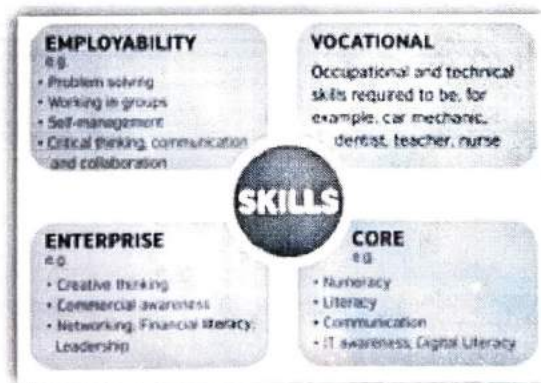 EMPLOYABILITY
e.g.
• Problem solving
• Working in groups
• Self-management
• Critical thinking, communication
and collaboration
VOCATIONAL
Occupational and technical
skills required to be, for
example, car mechanic,
dentist, teacher, nurse
SKILLS
ENTERPRISE
e.g.
• Creative thinking
• Commercial awareness
• Networking, Financial literacy,
Leadership
CORE
e.g.
• Numeracy
• Literacy
• Communication
• IT awareness, Digital Literacy